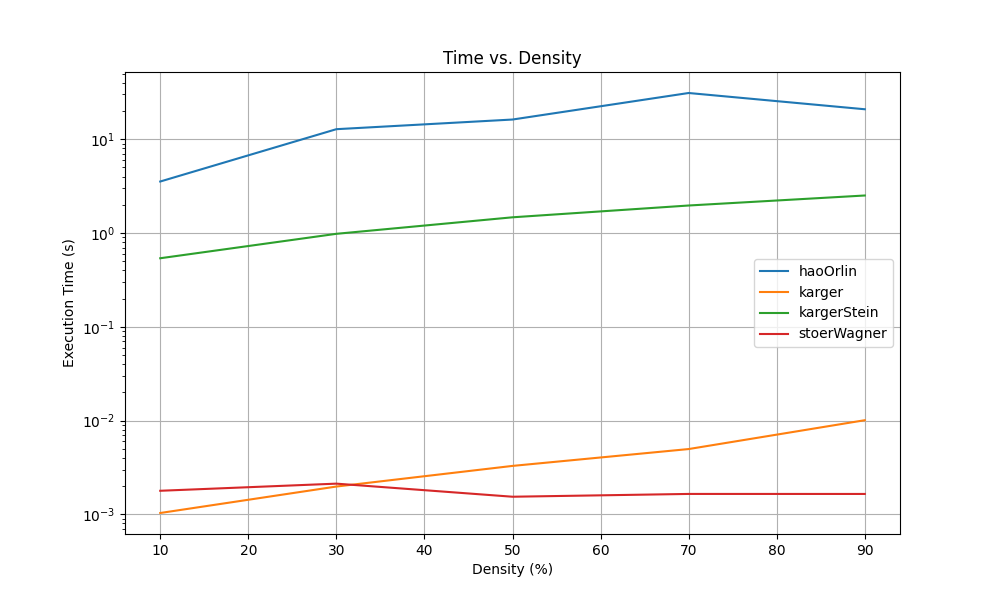 Time vs. Density
Execution Time (s)
10¹
10⁰
10⁻¹
10⁻²
10⁻³
haoOrlin
karger
kargerStein
stoerWagner
10 20 30 40 50 60 70 80 90
Density (%)